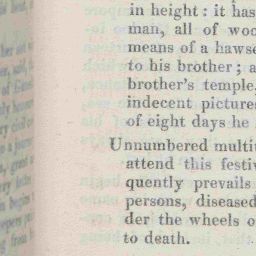 in height : it has
man, all of woo
means of a hawse
to his brother ; a
brother's temple.
indecent picture
of eight days he
Unnumbered multi
attend this festiv
quently prevails
persons, diseased
der the wheels o
to death.